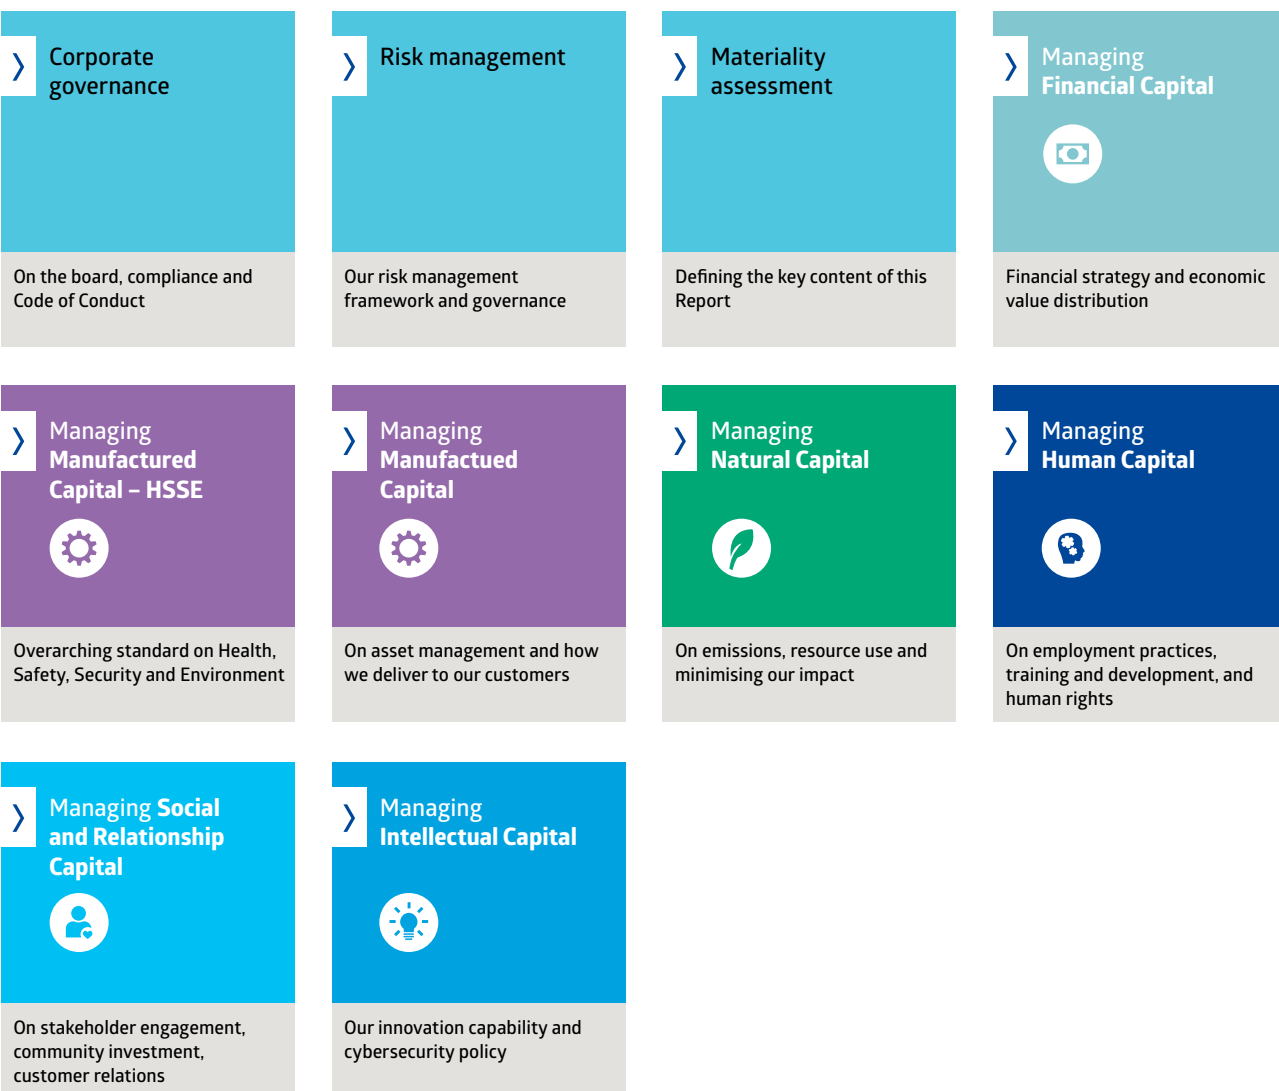 Corporate
governance
On the board, compliance and
Code of Conduct
Risk management
Our risk management
framework and governance
Materiality
assessment
Defining the key content of this
Report
Managing
Financial Capital
Financial strategy and economic
value distribution
Managing
Manufactured
Capital – HSSE
Overarching standard on Health,
Safety, Security and Environment
Managing
Manufactued
Capital
On asset management and how
we deliver to our customers
Managing
Natural Capital
On emissions, resource use and
minimising our impact
Managing
Human Capital
On employment practices,
training and development, and
human rights
Managing Social
and Relationship
Capital
On stakeholder engagement,
community investment,
customer relations
Managing
Intellectual Capital
Our innovation capability and
cybersecurity policy